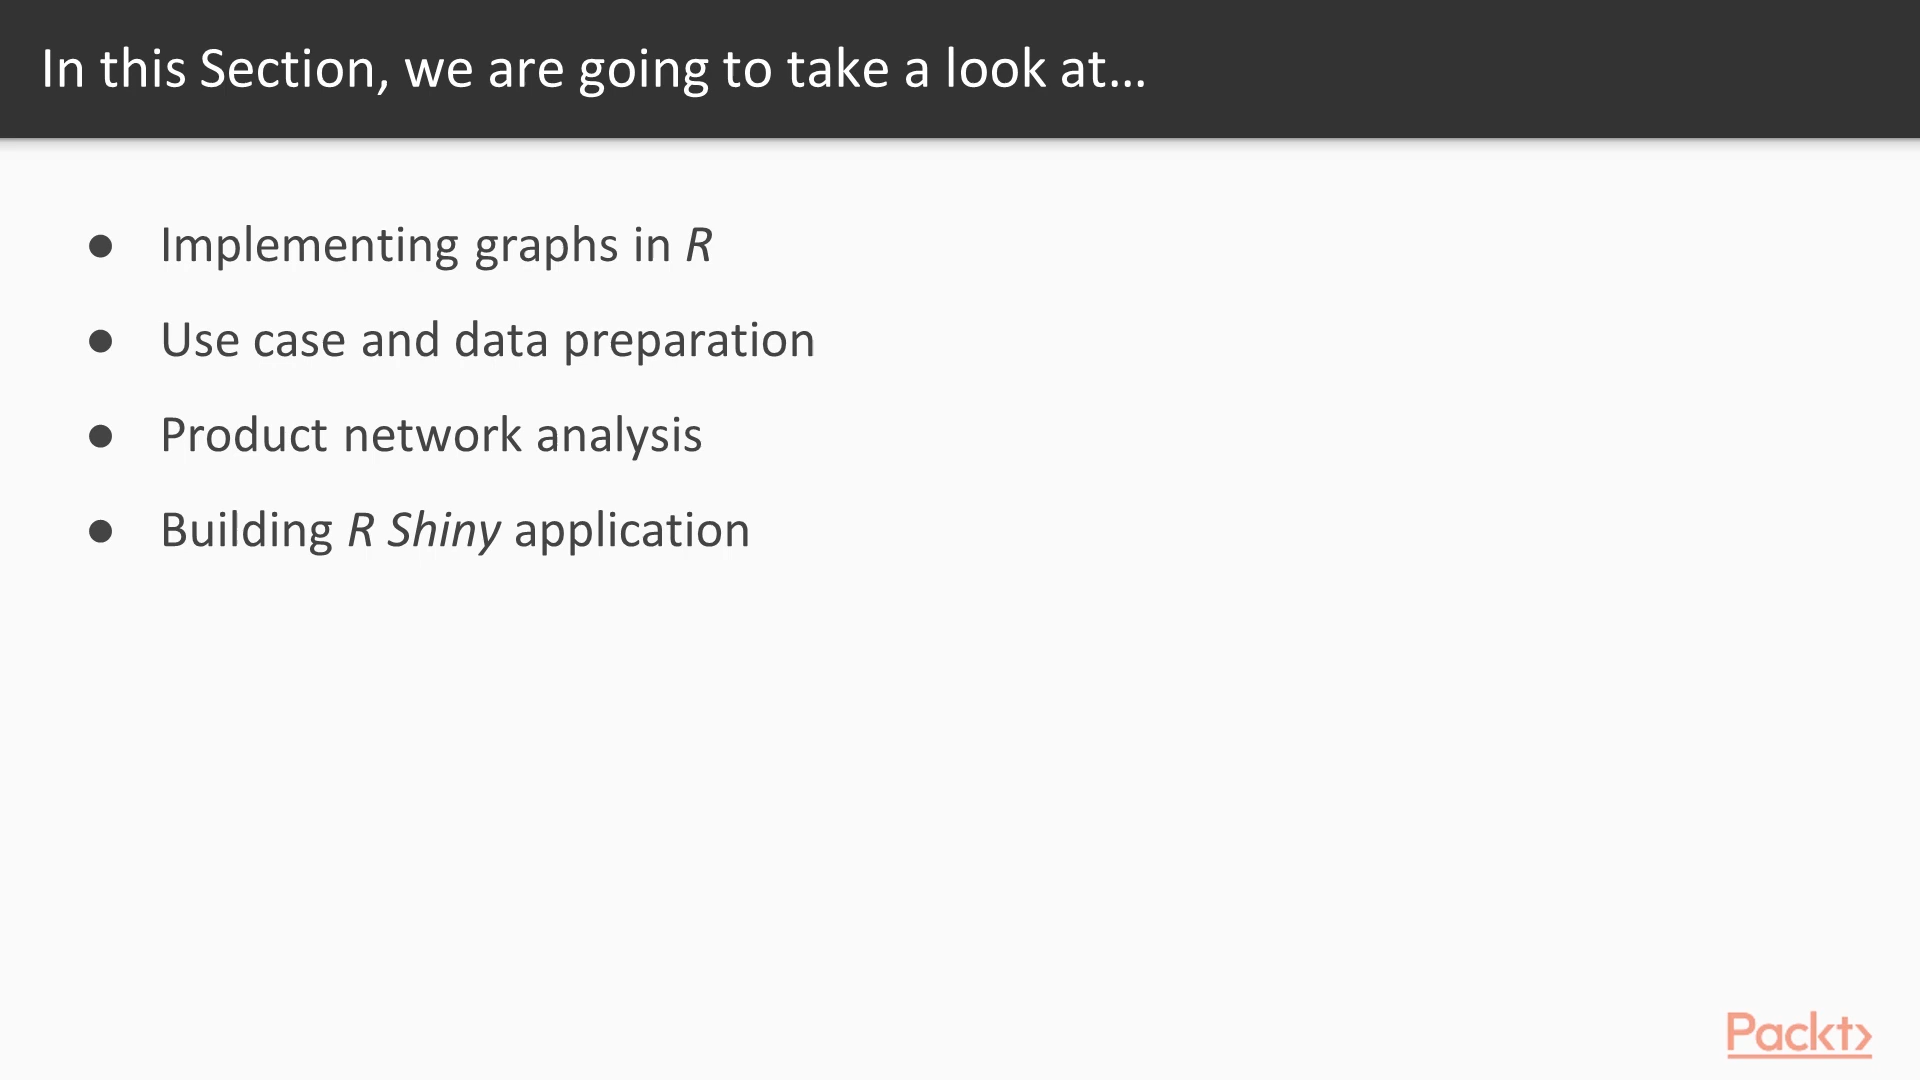 In this Section, we are going to take a look at...
● Implementing graphs in R
● Use case and data preparation
● Product network analysis
● Building R Shiny application
Packt>